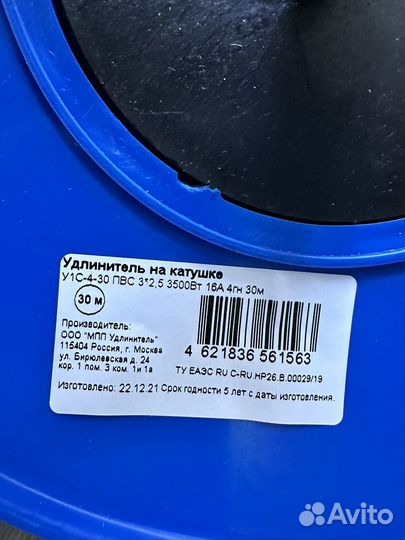 Удлинитель на катушке
У1С-4-30 ПВС 3*2,5 3500Вт 16А 4гн 30м
30 м
Производитель:
ООО "МПП Удлинитель"
115404 Россия, г. Москва
ул. Бирюлевская д. 24
кор. 1 пом. 3 ком. 1и 1а
4 621836 561563
ТУ ЕАЭС RU C-RU.HP26.B.00029/19
Изготовлено: 22.12.21 Срок годности 5 лет с даты изготовления.
Avito